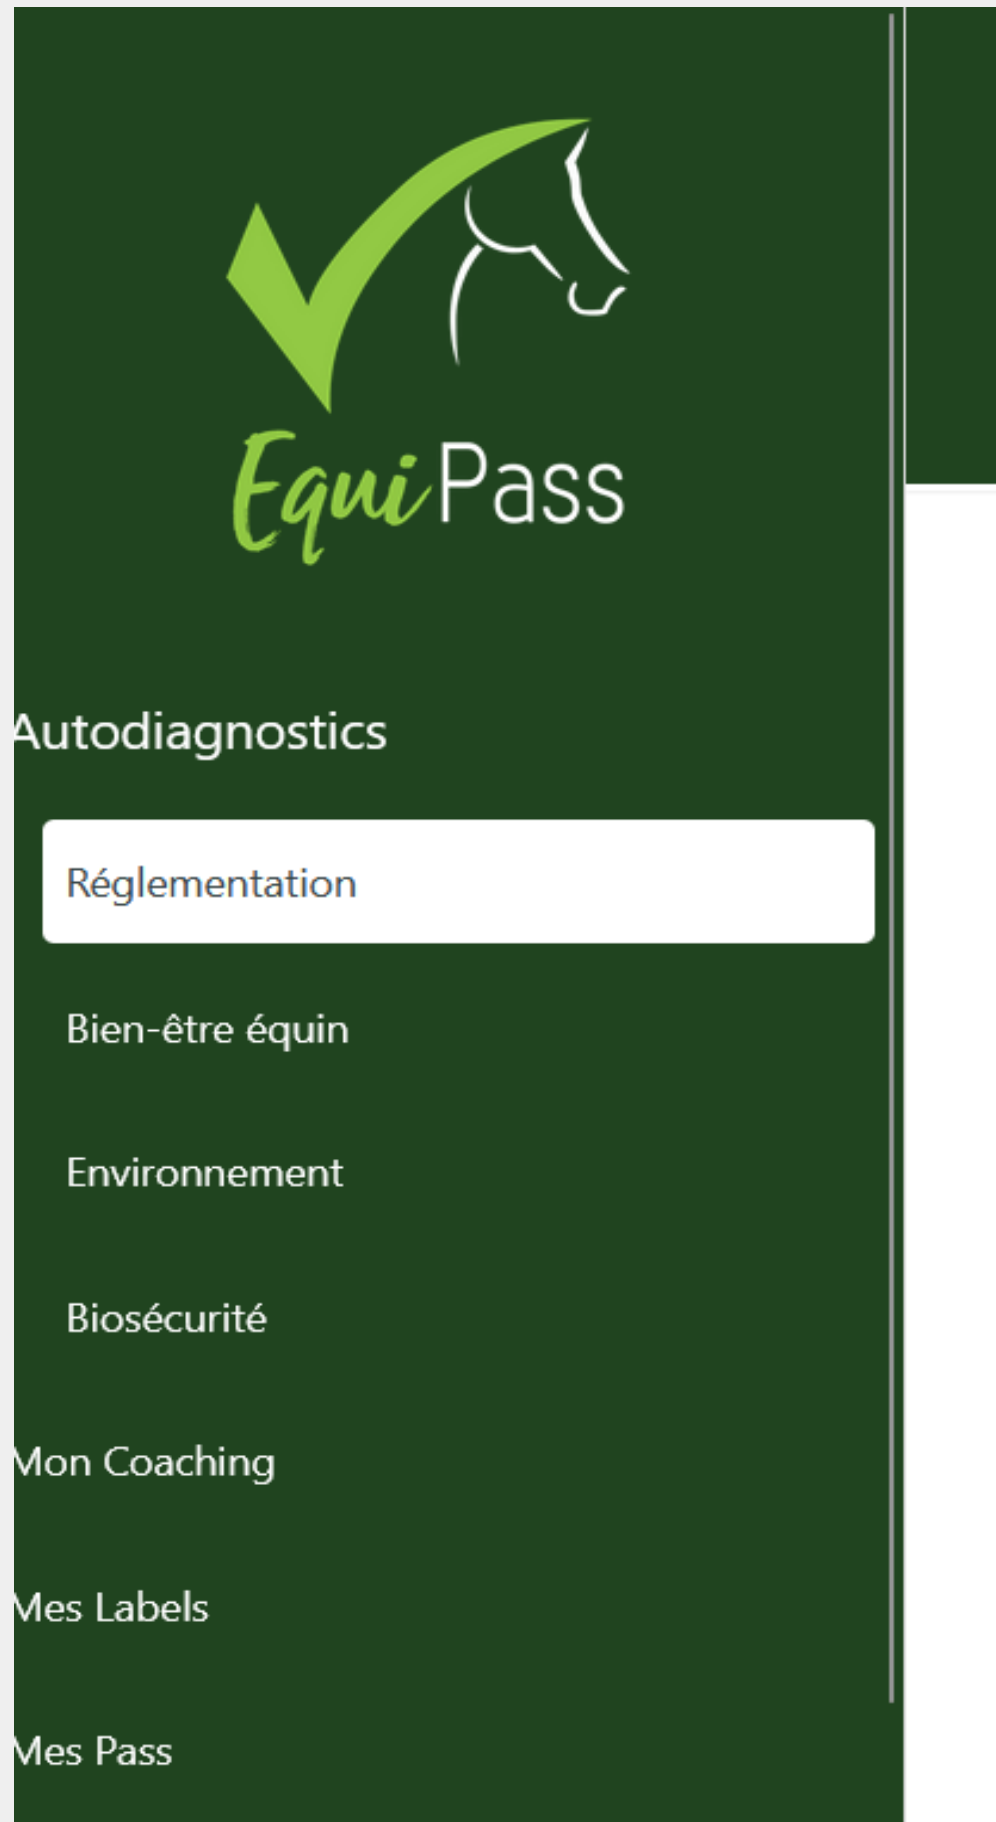 EquiPass
Autodiagnostics
Réglementation
Bien-être équin
Environnement
Biosécurité
Mon Coaching
Mes Labels
Mes Pass